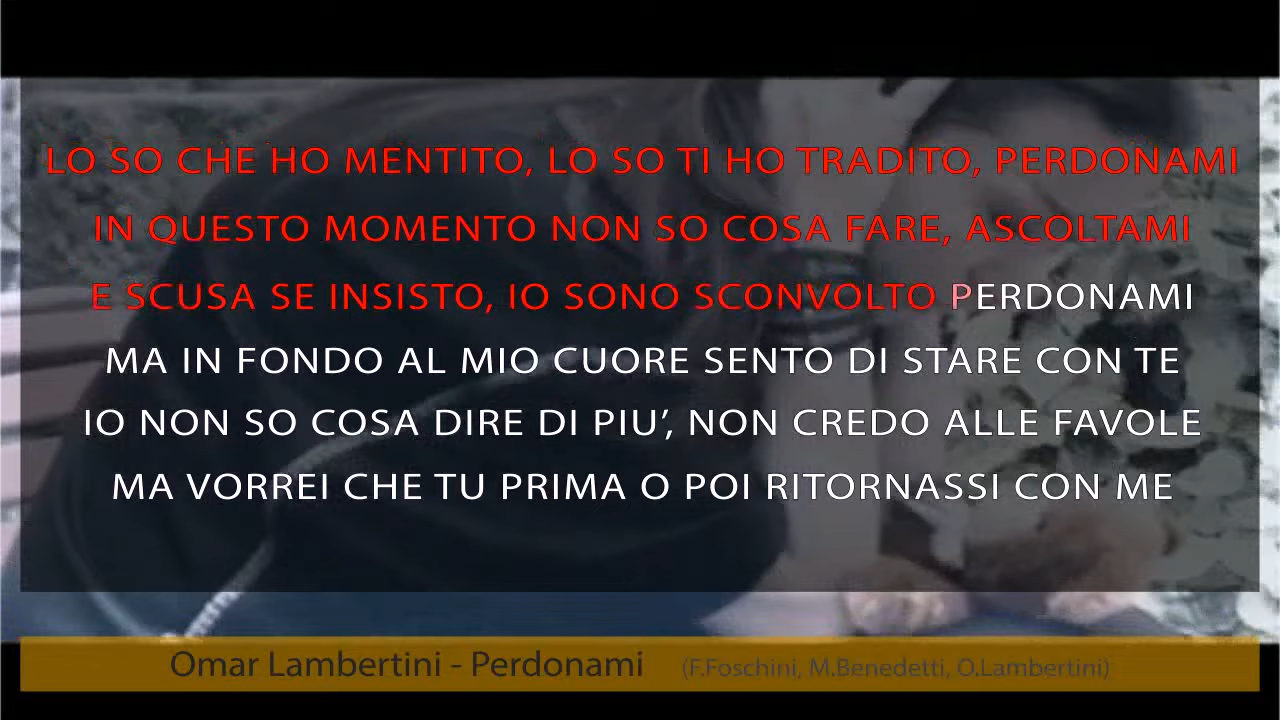 LO SO CHE HO MENTITO, LO SO TI HO TRADITO, PERDONAMI
IN QUESTO MOMENTO NON SO COSA FARE, ASCOLTAMI
E SCUSA SE INSISTO, IO SONO SCONVOLTO PERDONAMI
MA IN FONDO AL MIO CUORE SENTO DI STARE CON TE
IO NON SO COSA DIRE DI PIU’, NON CREDO ALLE FAVOLE
MA VORREI CHE TU PRIMA O POI RITORNASSI CON ME
Omar Lambertini - Perdonami (F.Foschini, M.Benedetti, O.Lambertini)